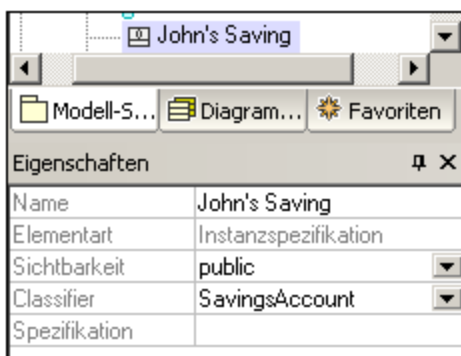 John's Saving
Modell-S... Diagram... Favoriten
Eigenschaften
Name John's Saving
Elementart Instanzspezifikation
Sichtbarkeit public
Classifier SavingsAccount
Spezifikation